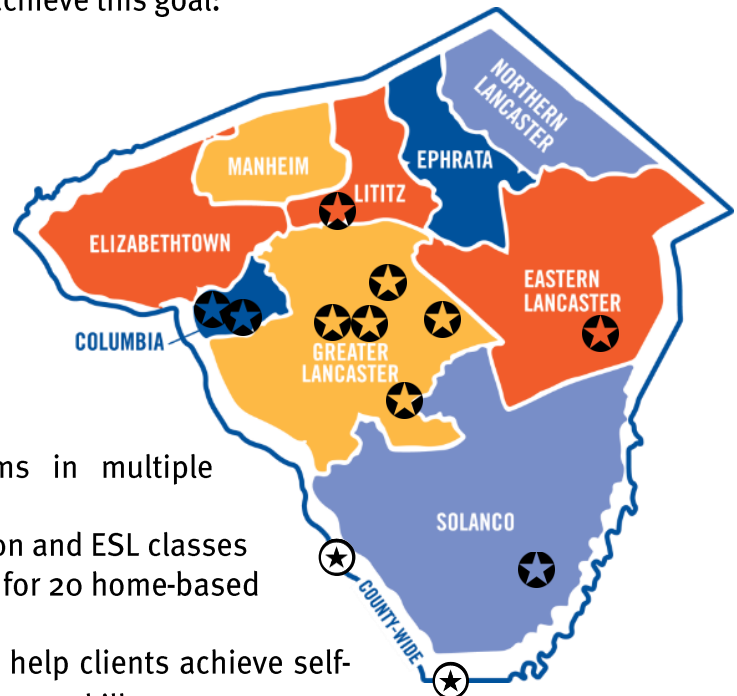 achieve this goal:
NORTHERN
LANCASTER
MANHEIM
EPHRATA
LITITZ
ELIZABETHTOWN
EASTERN
LANCASTER
COLUMBIA
GREATER
LANCASTER
ms in multiple
SOLANCO
on and ESL classes
for 20 home-based
COUNTY-WIDE
help clients achieve self-